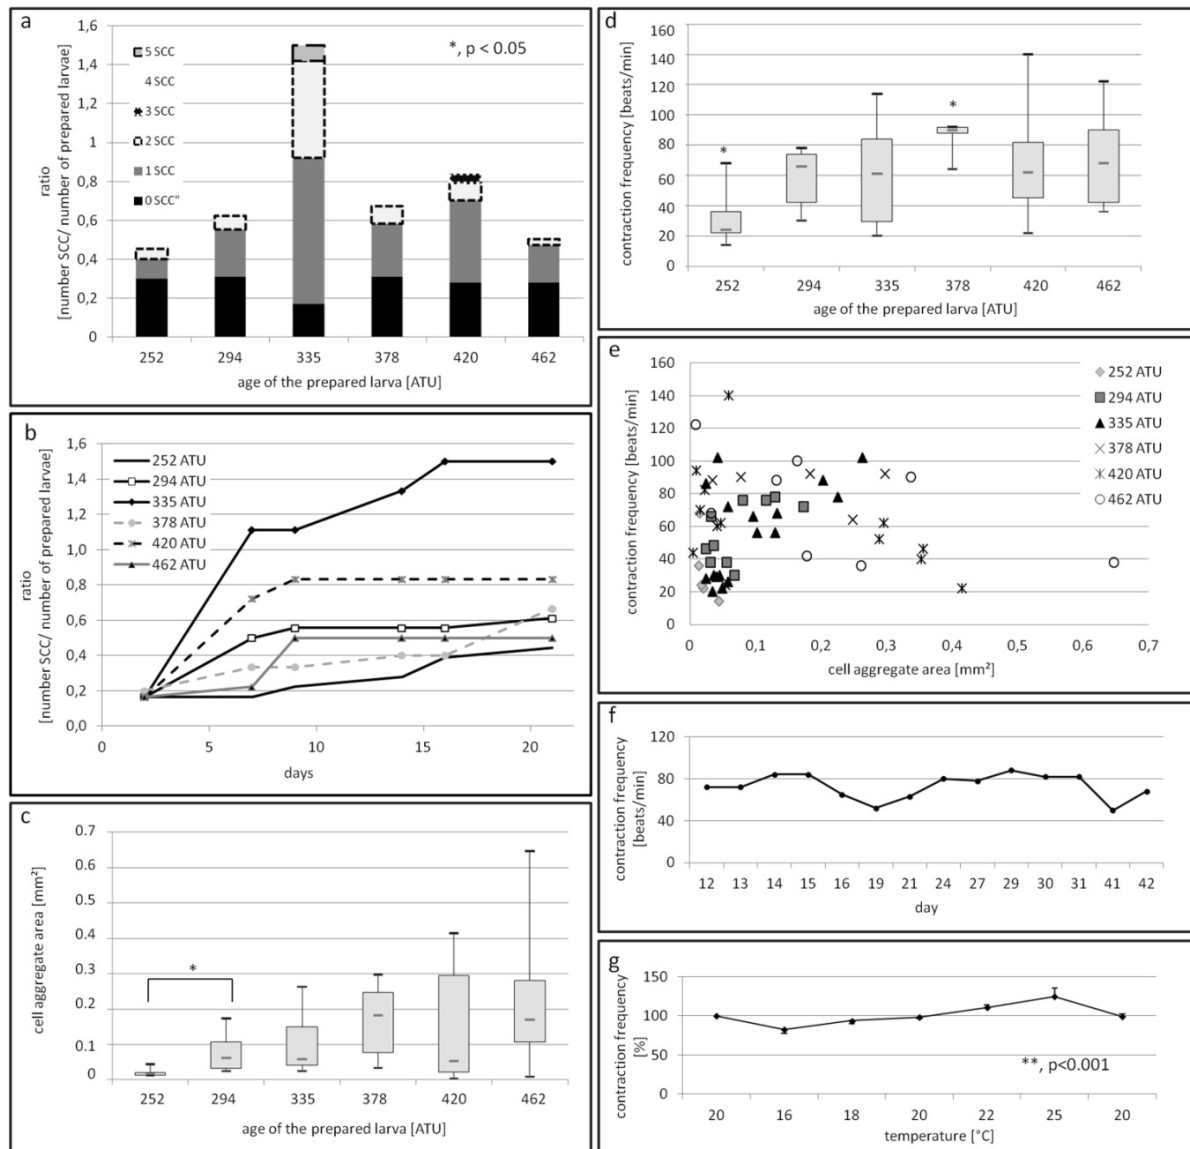 a
1,6
1,4
1,2
1
0,8
0,6
0,4
0,2
0
ratio
[number SCC/ number of prepared larvae]
5 SCC
4 SCC
3 SCC
2 SCC
1 SCC
0 SCC"
*, p < 0.05
252 294 335 378 420 462
age of the prepared larva [ATU]
b
1,6
1,4
1,2
1,0
0,8
0,6
0,4
0,2
0,0
ratio
[number SCC/ number of prepared larvae]
252 ATU
294 ATU
335 ATU
378 ATU
420 ATU
462 ATU
0 5 10 15 20
days
c
0.7
0.6
0.5
0.4
0.3
0.2
0.1
0
cell aggregate area [mm²]
*
252 294 335 378 420 462
age of the prepared larva [ATU]
d
160
140
120
100
80
60
40
20
0
contraction frequency [beats/min]
*
*
252 294 335 378 420 462
age of the prepared larva [ATU]
e
160
140
120
100
80
60
40
20
0
contraction frequency [beats/min]
252 ATU
294 ATU
335 ATU
378 ATU
420 ATU
462 ATU
0 0,1 0,2 0,3 0,4 0,5 0,6 0,7
cell aggregate area [mm²]
f
120
80
40
0
contraction frequency
[beats/min]
12 13 14 15 16 19 21 24 27 29 30 31 41 42
day
g
150
100
50
0
contraction frequency
[%]
**, p<0.001
20 16 18 20 22 25 20
temperature [°C]